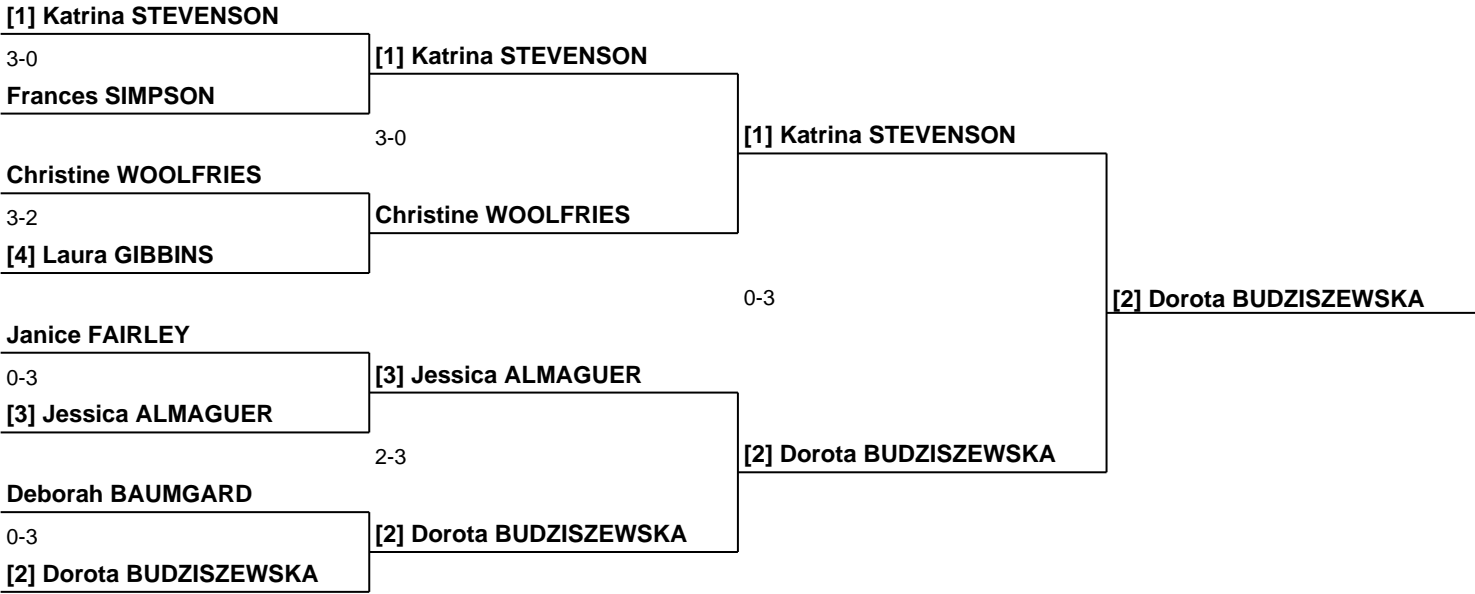 [1] Katrina STEVENSON
3-0
Frances SIMPSON
[1] Katrina STEVENSON
3-0
Christine WOOLFRIES
3-2
[4] Laura GIBBINS
Christine WOOLFRIES
[1] Katrina STEVENSON
0-3
[2] Dorota BUDZISZEWSKA
Janice FAIRLEY
0-3
[3] Jessica ALMAGUER
[3] Jessica ALMAGUER
2-3
[2] Dorota BUDZISZEWSKA
Deborah BAUMGARD
0-3
[2] Dorota BUDZISZEWSKA
[2] Dorota BUDZISZEWSKA